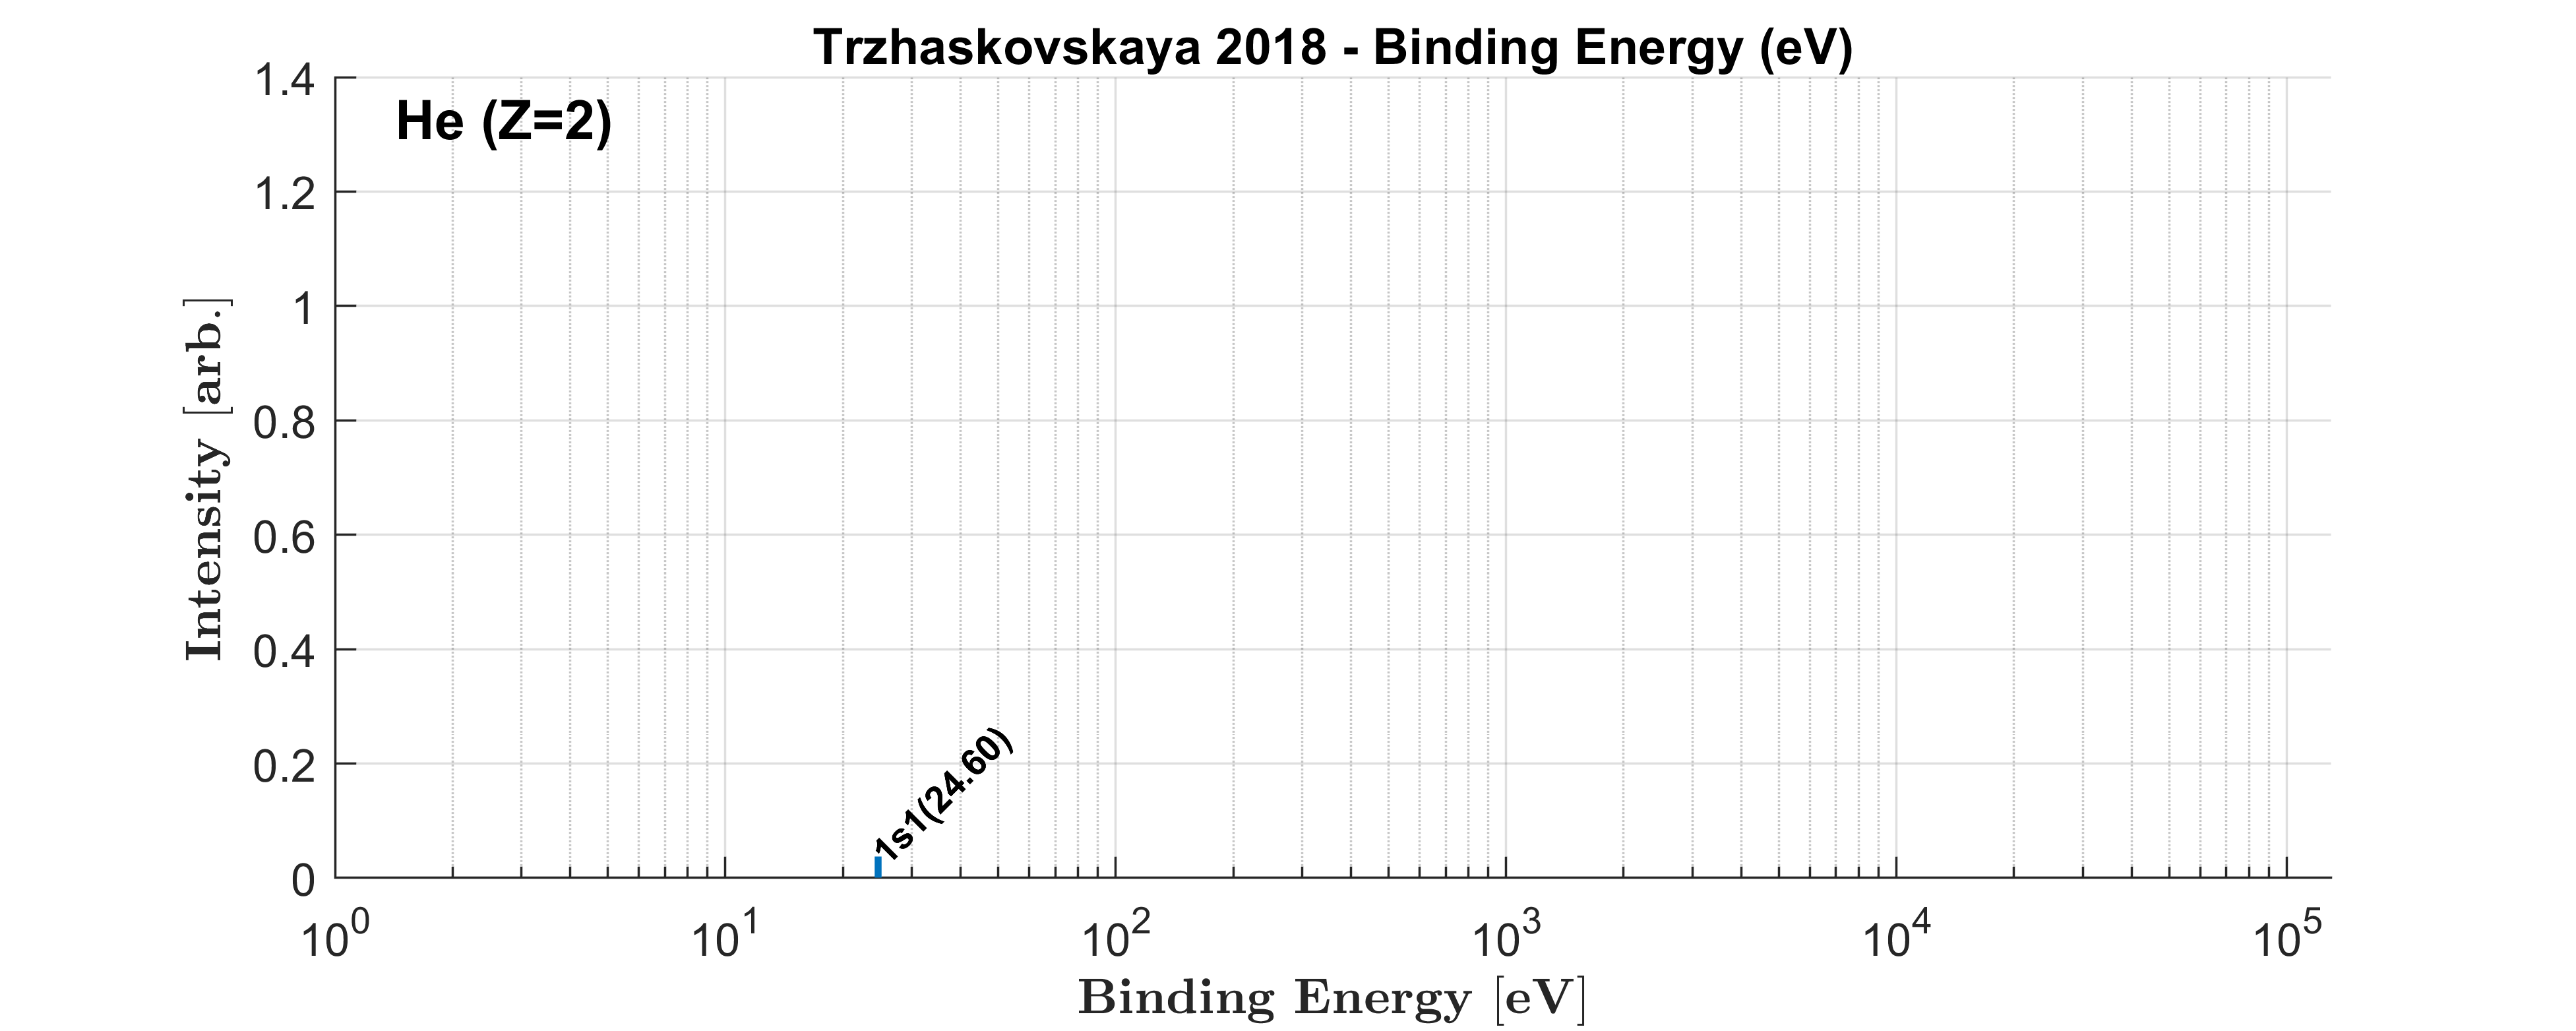 Trzhaskovskaya 2018 - Binding Energy (eV)
He (Z=2)
1.4
1.2
1
0.8
0.6
0.4
0.2
0
Intensity [arb.]
1s1(24.60)
10^0 10^1 10^2 10^3 10^4 10^5
Binding Energy [eV]